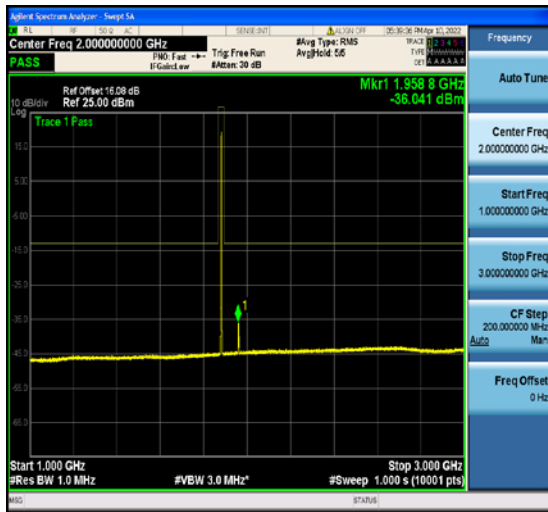 Agilent Spectrum Analyzer - Swept SA
RL RF 50 Ω AC SENSE:INT ALIGN OFF 05:39:36 PM Apr 10, 2022
Center Freq 2.000000000 GHz #Avg Type: RMS TRACE 1 2 3 4 5 6
PASS PNO: Fast Trig: Free Run Avg|Hold: 5/5 TYPE
IFGain:Low #Atten: 30 dB DET A A A A A A
Ref Offset 16.08 dB Mkr1 1.958 8 GHz
10 dB/div Ref 25.00 dBm -36.041 dBm
Log
Trace 1 Pass
15.0
5.00
-5.00
-15.0
-25.0
1
-35.0
-45.0
-55.0
-65.0
Start 1.000 GHz Stop 3.000 GHz
#Res BW 1.0 MHz #VBW 3.0 MHz* #Sweep 1.000 s (10001 pts)
MSG STATUS
Frequency
Auto Tune
Center Freq
2.000000000 GHz
Start Freq
1.000000000 GHz
Stop Freq
3.000000000 GHz
CF Step
200.000000 MHz
Auto Man
Freq Offset
0 Hz